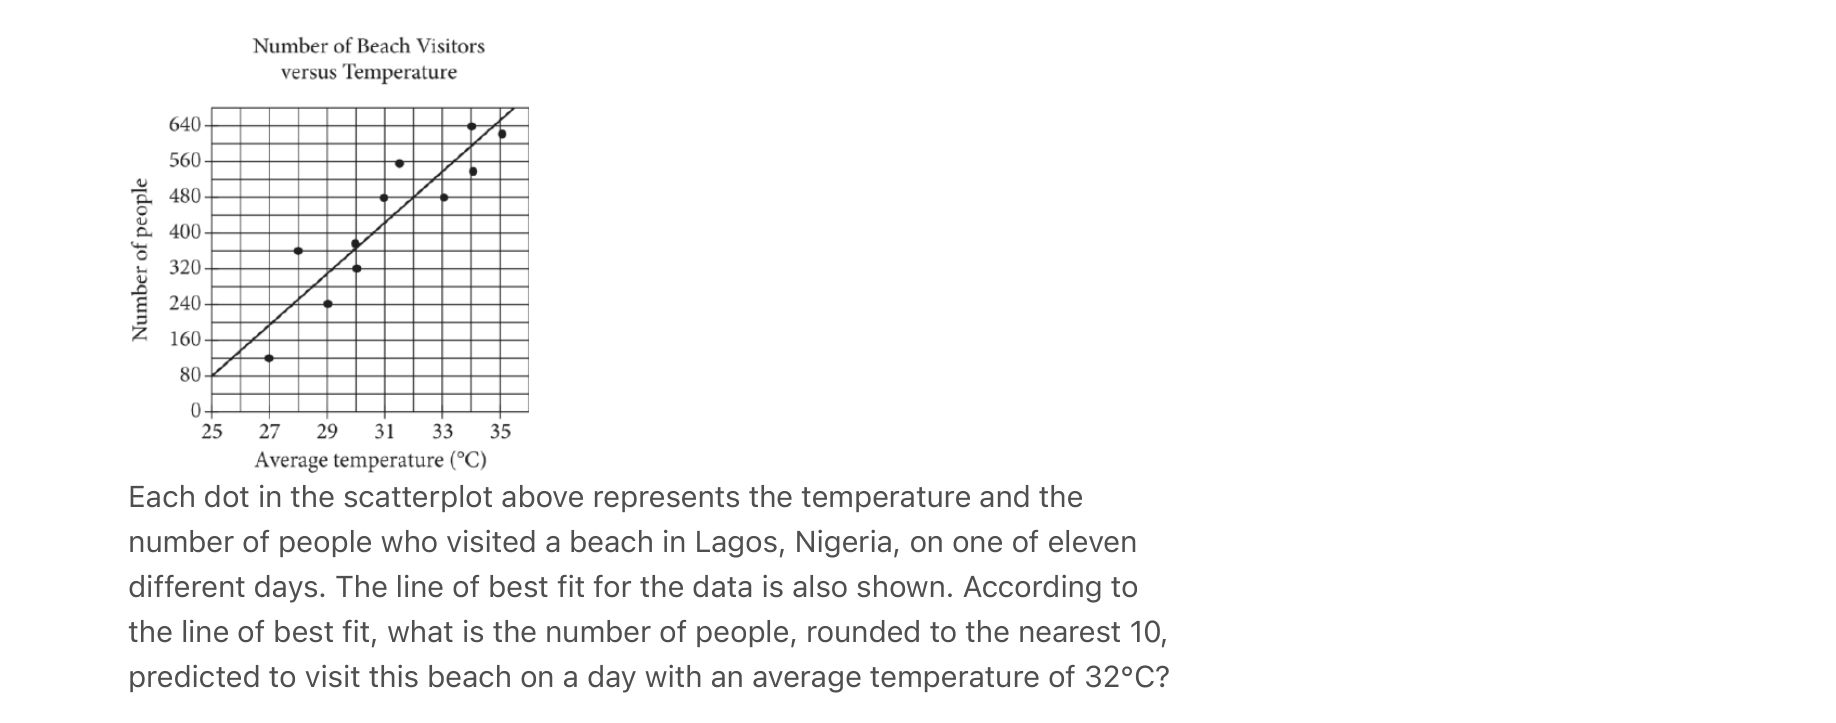 Number of Beach Visitors
versus Temperature
Number of people
640
560
480
400
320
240
160
80
0
25 27 29 31 33 35
Average temperature (°C)
Each dot in the scatterplot above represents the temperature and the
number of people who visited a beach in Lagos, Nigeria, on one of eleven
different days. The line of best fit for the data is also shown. According to
the line of best fit, what is the number of people, rounded to the nearest 10,
predicted to visit this beach on a day with an average temperature of 32°C?